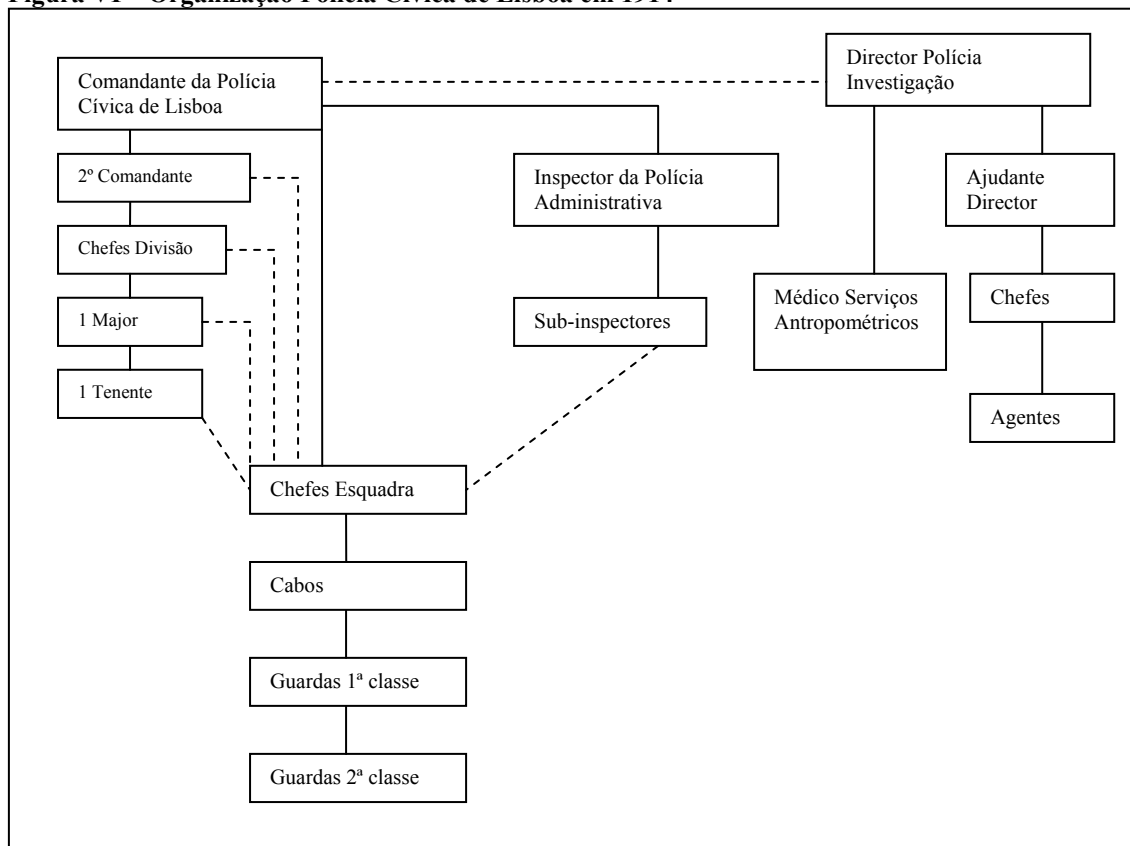 Figura VI – Organização Polícia Cívica de Lisboa em 1914
Comandante da Polícia
Cívica de Lisboa
Director Polícia
Investigação
2º Comandante
Inspector da Polícia
Administrativa
Ajudante
Director
Chefes Divisão
1 Major
Sub-inspectores
Médico Serviços
Antropométricos
Chefes
1 Tenente
Agentes
Chefes Esquadra
Cabos
Guardas 1ª classe
Guardas 2ª classe